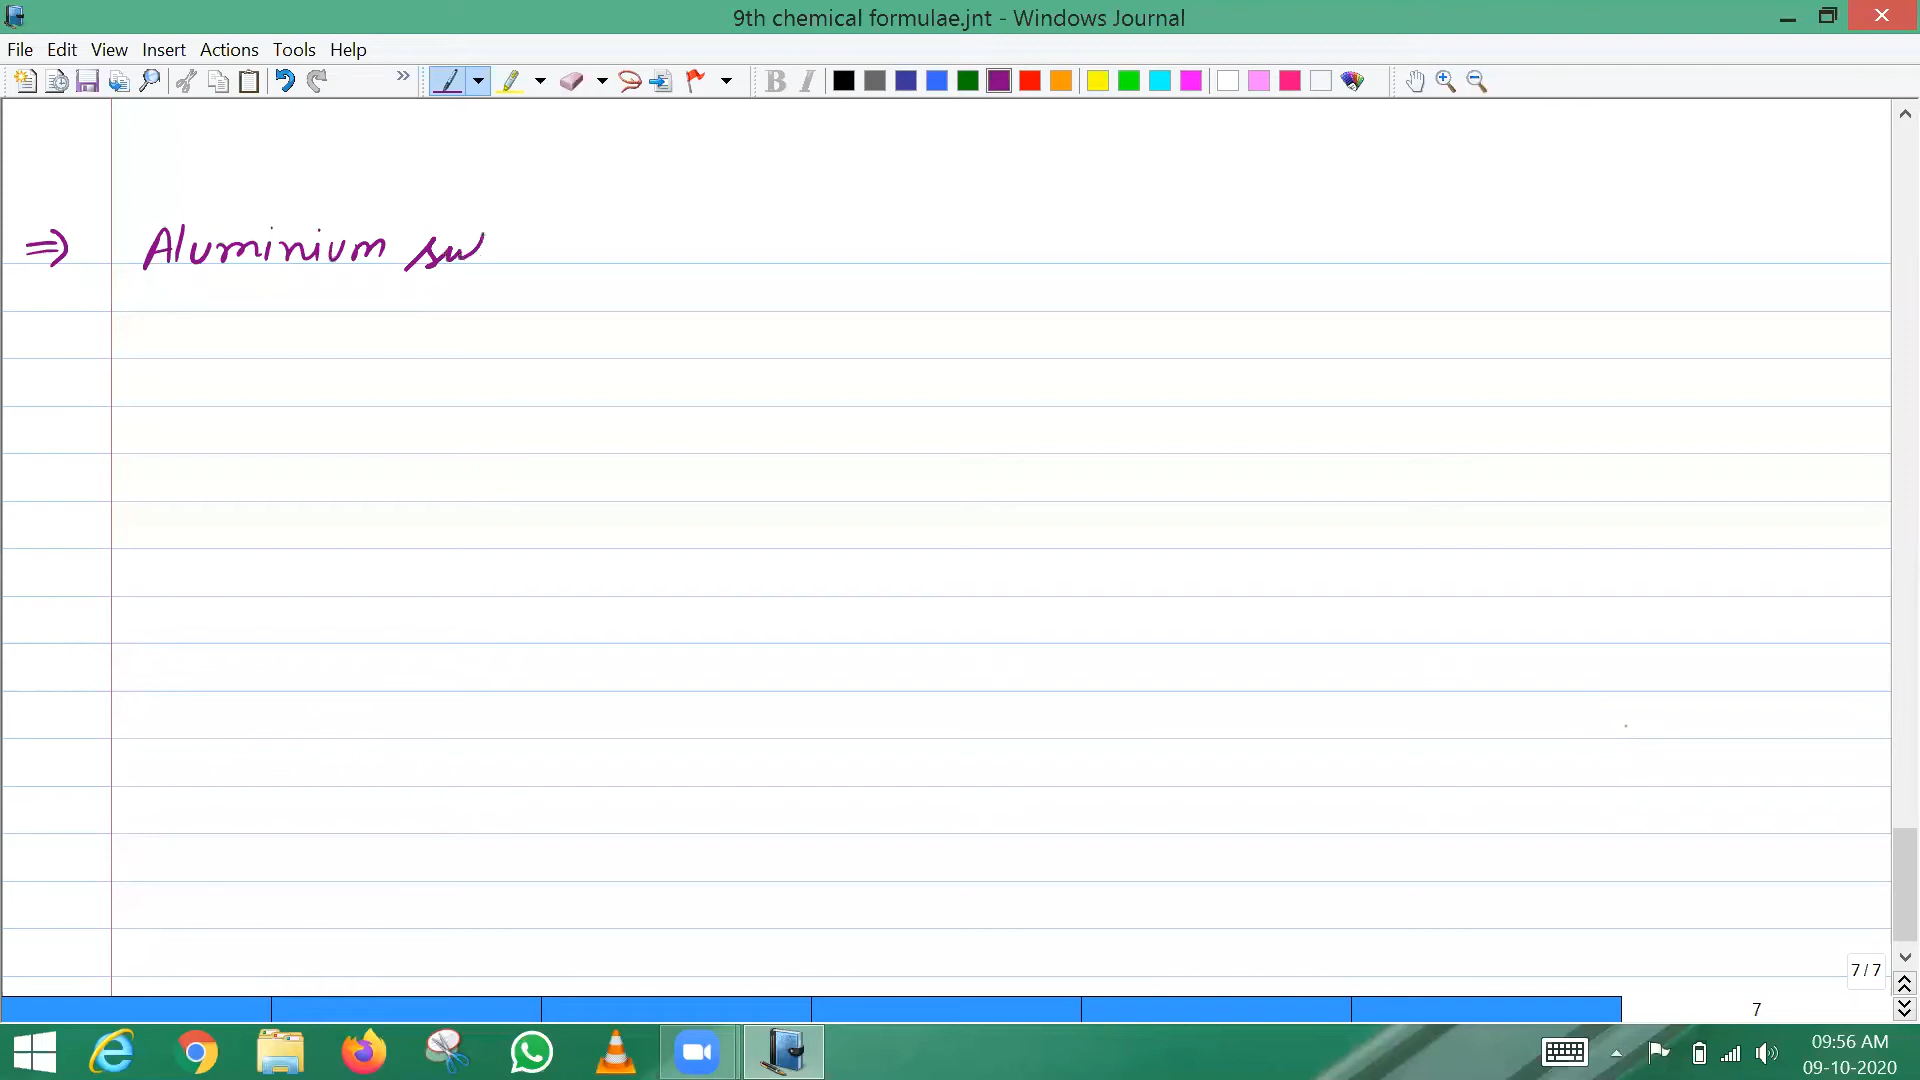 9th chemical formulae.jnt - Windows Journal
File Edit View Insert Actions Tools Help
B I
⇒ Aluminium su
7 / 7
7
09:56 AM
09-10-2020